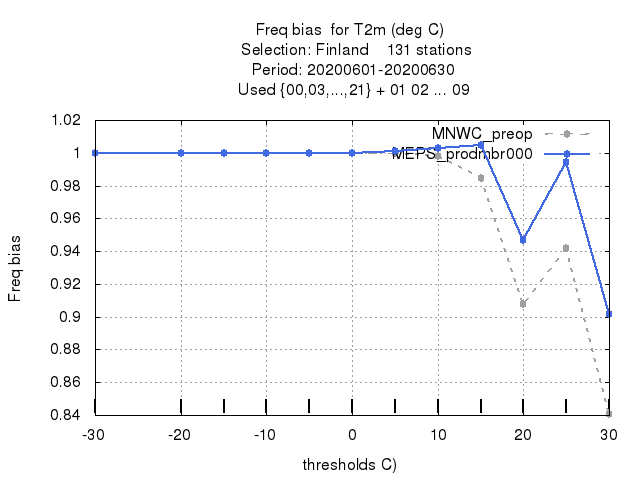 Freq bias  for T2m (deg C)
Selection: Finland    131 stations
Period: 20200601-20200630
Used {00,03,...,21} + 01 02 ... 09
MNWC_preop
MEPS_prodmbr000
1.02
1
0.98
0.96
0.94
0.92
0.9
0.88
0.86
0.84
Freq bias
-30
-20
-10
0
10
20
30
thresholds C)